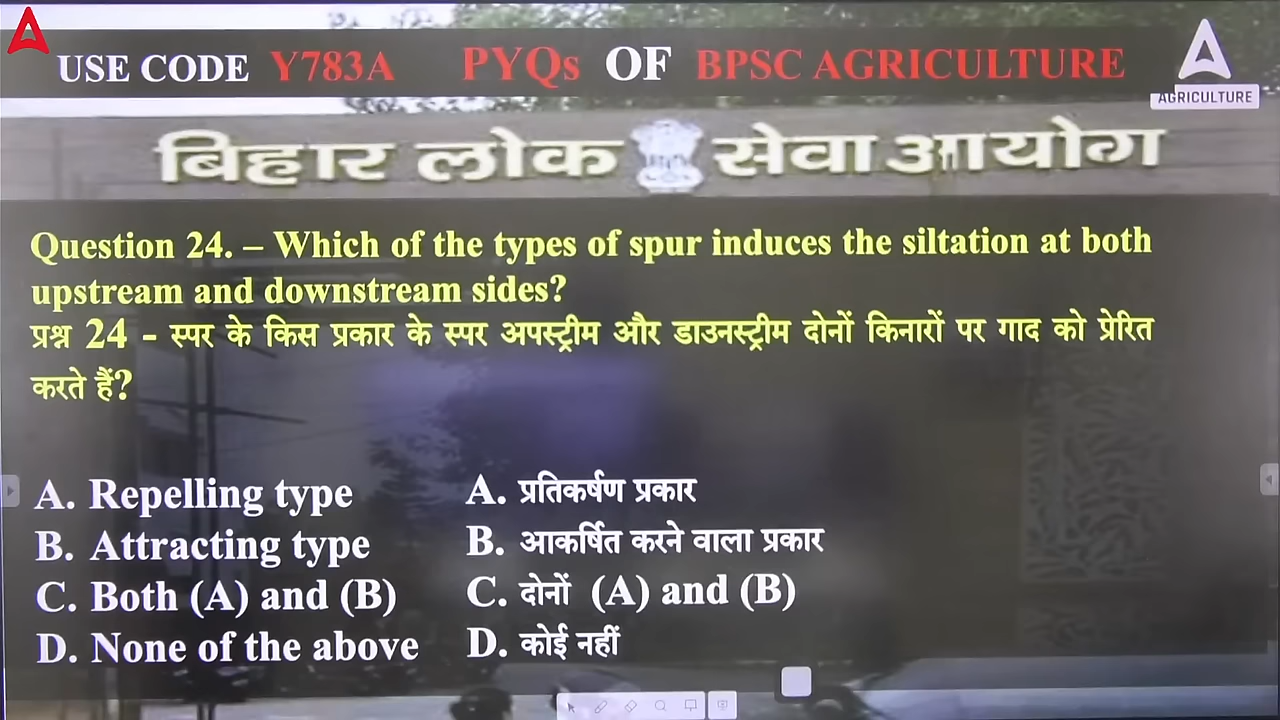 USE CODE Y783A PYQs OF BPSC AGRICULTURE
AGRICULTURE
बिहार लोक सेवा आयोग
Question 24. – Which of the types of spur induces the siltation at both
upstream and downstream sides?
प्रश्न 24 - स्पर के किस प्रकार के स्पर अपस्ट्रीम और डाउनस्ट्रीम दोनों किनारों पर गाद को प्रेरित
करते हैं?
A. Repelling type
B. Attracting type
C. Both (A) and (B)
D. None of the above
A. प्रतिकर्षण प्रकार
B. आकर्षित करने वाला प्रकार
C. दोनों (A) and (B)
D. कोई नहीं